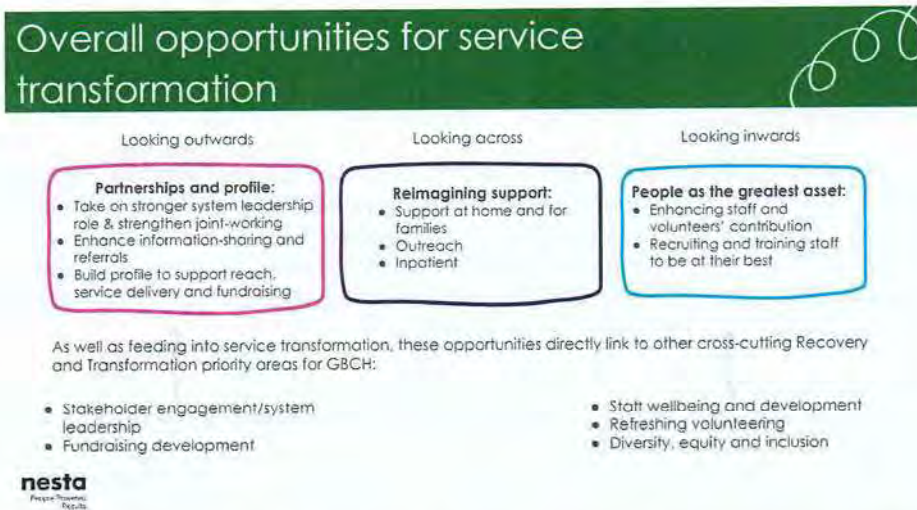 Overall opportunities for service
transformation
Looking outwards
Partnerships and profile:
• Take on stronger system leadership
role & strengthen joint-working
• Enhance information-sharing and
referrals
• Build profile to support reach,
service delivery and fundraising
Looking across
Reimagining support:
• Support at home and for
families
• Outreach
• Inpatient
Looking inwards
People as the greatest asset:
• Enhancing staff and
volunteers' contribution
• Recruiting and training staff
to be at their best
As well as feeding into service transformation, these opportunities directly link to other cross-cutting Recovery
and Transformation priority areas for GBCH:
• Stakeholder engagement/system
leadership
• Fundraising development
• Staff wellbeing and development
• Refreshing volunteering
• Diversity, equity and inclusion
nesta
People Powered
Results